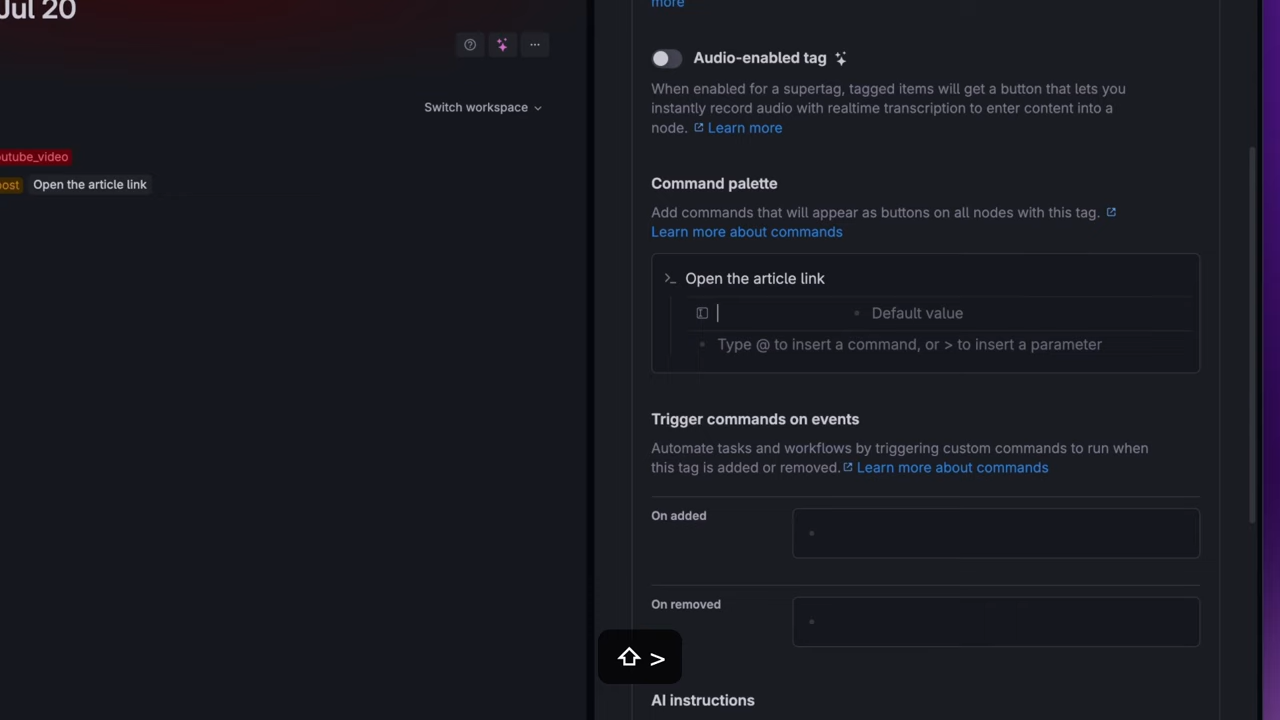 Jul 20
Switch workspace
outube_video
post
Open the article link
more
Audio-enabled tag
When enabled for a supertag, tagged items will get a button that lets you
instantly record audio with realtime transcription to enter content into a
node. Learn more
Command palette
Add commands that will appear as buttons on all nodes with this tag.
Learn more about commands
>_ Open the article link
Default value
Type @ to insert a command, or > to insert a parameter
Trigger commands on events
Automate tasks and workflows by triggering custom commands to run when
this tag is added or removed. Learn more about commands
On added
On removed
⇧ >
AI instructions